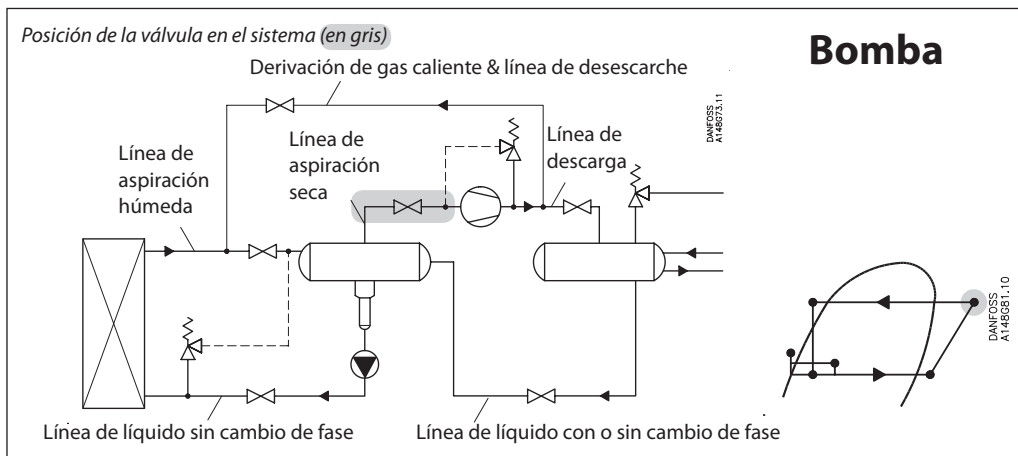 Posición de la válvula en el sistema (en gris)
Bomba
Derivación de gas caliente & línea de desescarche
DANFOSS
A148G73.11
Línea de
aspiración
húmeda
Línea de
aspiración
seca
Línea de
descarga
DANFOSS
A148G81.10
Línea de líquido sin cambio de fase
Línea de líquido con o sin cambio de fase